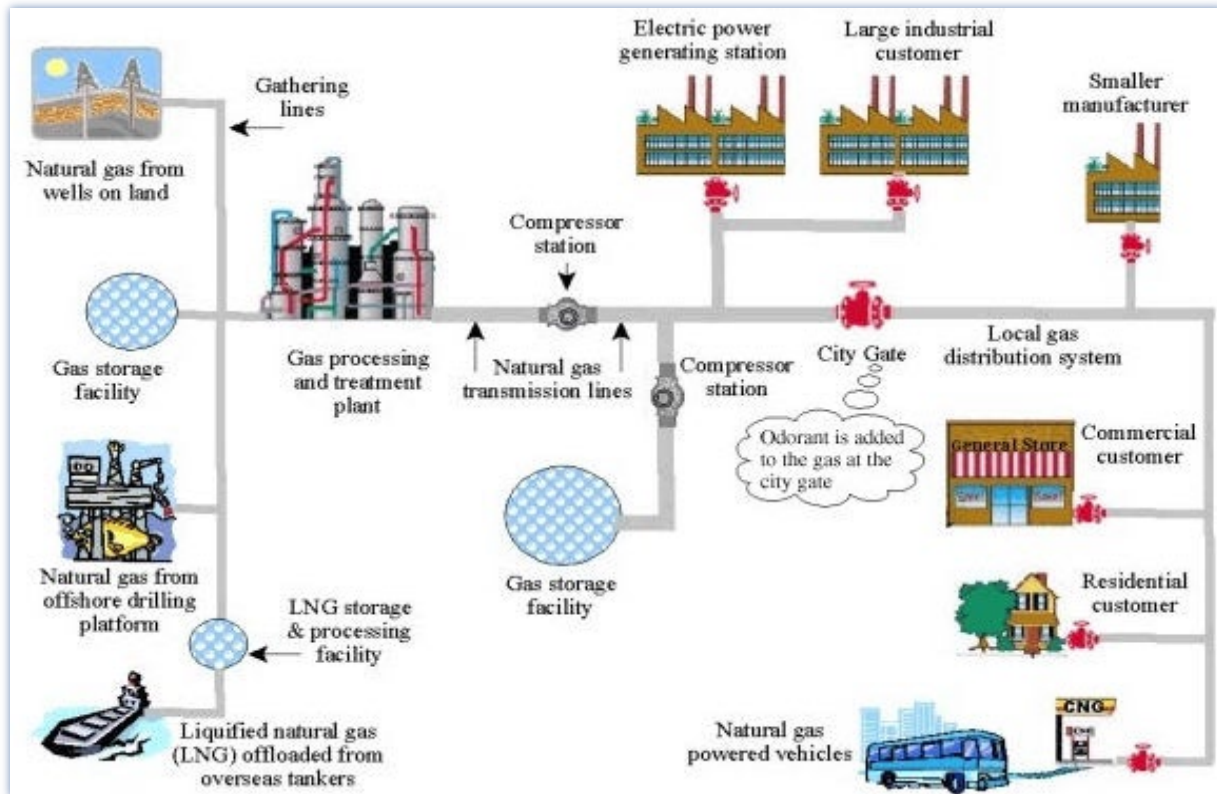 Electric power
generating station
Large industrial
customer
Smaller
manufacturer
Gathering
lines
Natural gas from
wells on land
Compressor
station
Gas storage
facility
Gas processing
and treatment
plant
Natural gas
transmission lines
Compressor
station
City Gate
Local gas
distribution system
Odorant is added
to the gas at the
city gate
General Store
Commercial
customer
Natural gas from
offshore drilling
platform
Gas storage
facility
LNG storage
& processing
facility
Residential
customer
Liquified natural gas
(LNG) offloaded from
overseas tankers
Natural gas
powered vehicles
CNG